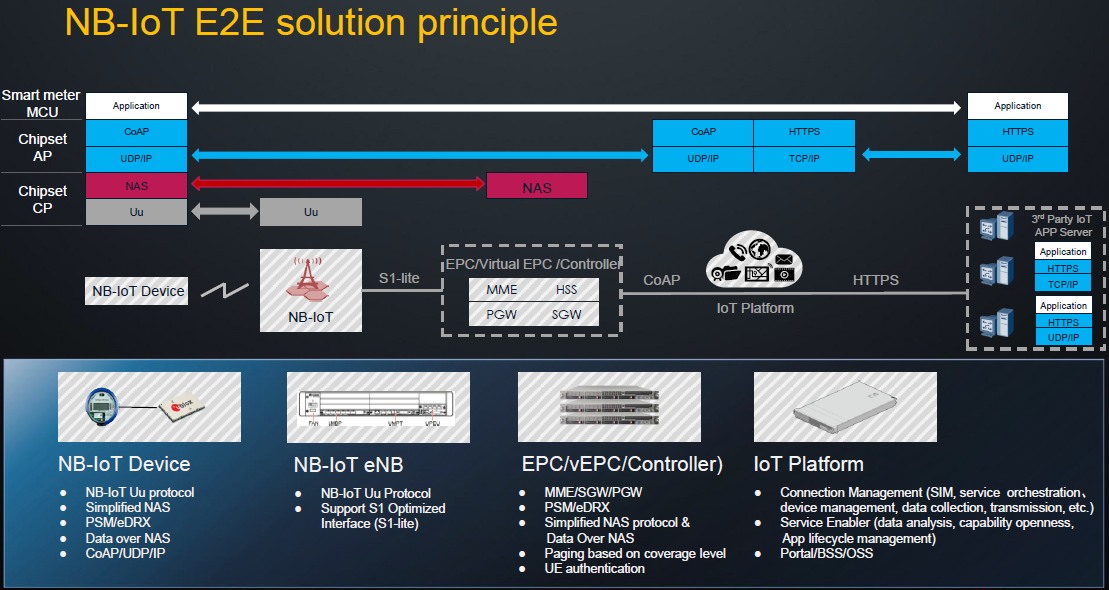 NB-IoT E2E solution principle
Smart meter
MCU
Application
Application
Chipset
AP
CoAP
CoAP
HTTPS
HTTPS
UDP/IP
UDP/IP
TCP/IP
UDP/IP
Chipset
CP
NAS
NAS
Uu
Uu
NB-IoT Device
NB-IoT
S1-lite
EPC/Virtual EPC /Controller
MME
HSS
PGW
SGW
CoAP
IoT Platform
HTTPS
3rd Party IoT
APP Server
Application
HTTPS
TCP/IP
Application
HTTPS
UDP/IP
FAN
UMPT
NB-IoT Device
● NB-IoT Uu protocol
● Simplified NAS
● PSM/eDRX
● Data over NAS
● CoAP/UDP/IP
NB-IoT eNB
● NB-IoT Uu Protocol
● Support S1 Optimized
Interface (S1-lite)
EPC/vEPC/Controller)
● MME/SGW/PGW
● PSM/eDRX
● Simplified NAS protocol &
Data Over NAS
● Paging based on coverage level
● UE authentication
IoT Platform
● Connection Management (SIM, service orchestration、
device management, data collection, transmission, etc.)
● Service Enabler (data analysis, capability openness,
App lifecycle management)
● Portal/BSS/OSS